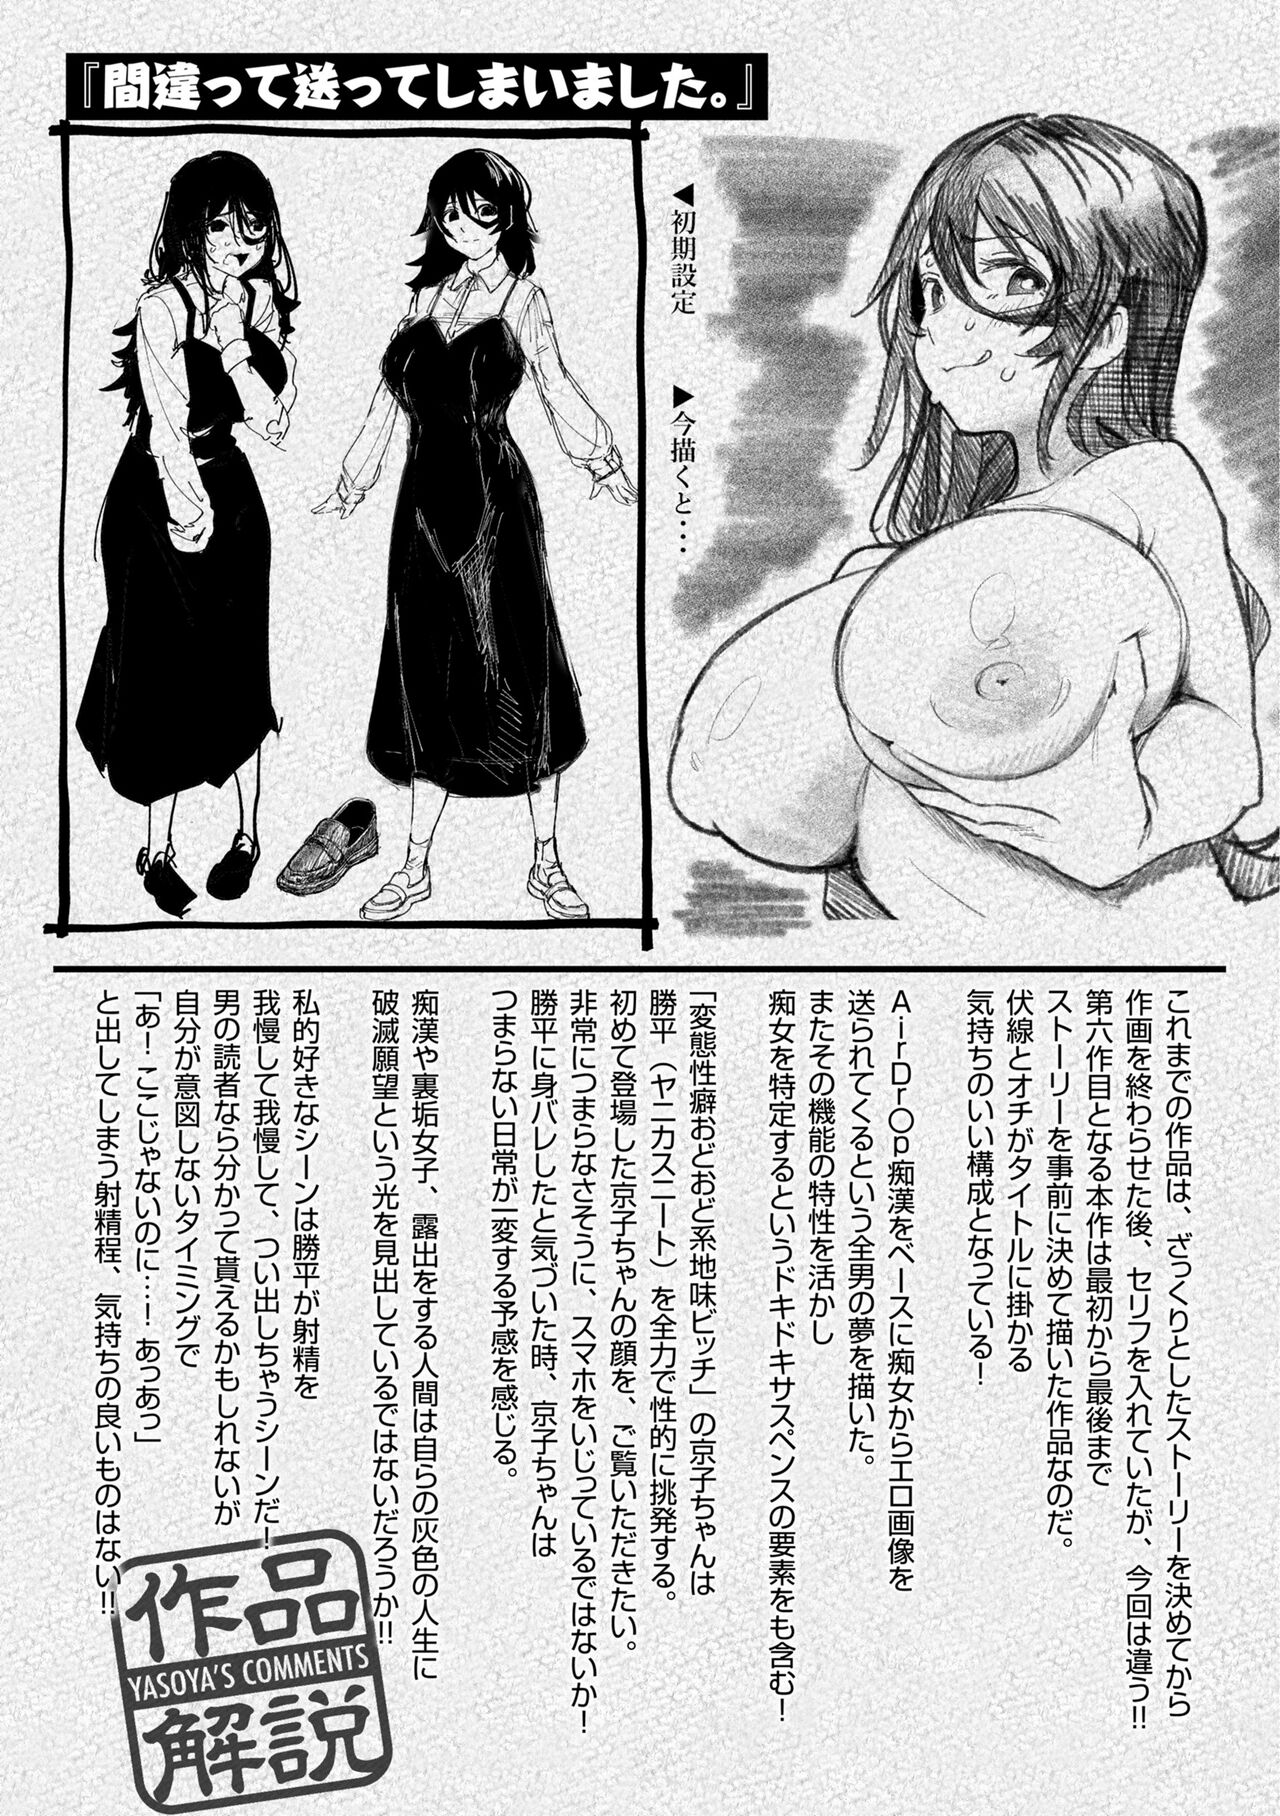 『間違って送ってしまいました。』
◀初期設定
▶今描くと・・・
これまでの作品は、ざっくりとしたストーリーを決めてから
作画を終わらせた後、セリフを入れていたが、今回は違う!!
第六作目となる本作は最初から最後まで
ストーリーを事前に決めて描いた作品なのだ。
伏線とオチがタイトルに掛かる
気持ちのいい構成となっている！
AirDr〇p痴漢をベースに痴女からエロ画像を
送られてくるという全男の夢を描いた。
またその機能の特性を活かし
痴女を特定するというドキドキサスペンスの要素をも含む！
「変態性癖おどおど系地味ビッチ」の京子ちゃんは
勝平（ヤニカスニート）を全力で性的に挑発する。
初めて登場した京子ちゃんの顔を、ご覧いただきたい。
非常につまらなさそうに、スマホをいじっているではないか！
勝平に身バレしたと気づいた時、京子ちゃんは
つまらない日常が一変する予感を感じる。
痴漢や裏垢女子、露出をする人間は自らの灰色の人生に
破滅願望という光を見出しているではないだろうか!!
私的好きなシーンは勝平が射精を
我慢して我慢して、つい出しちゃうシーンだ！
男の読者なら分かって貰えるかもしれないが
自分が意図しないタイミングで
「あ！ここじゃないのに…！あっあっ」
と出してしまう射精程、気持ちの良いものはない!!
作品
YASOYA'S COMMENTS
解説